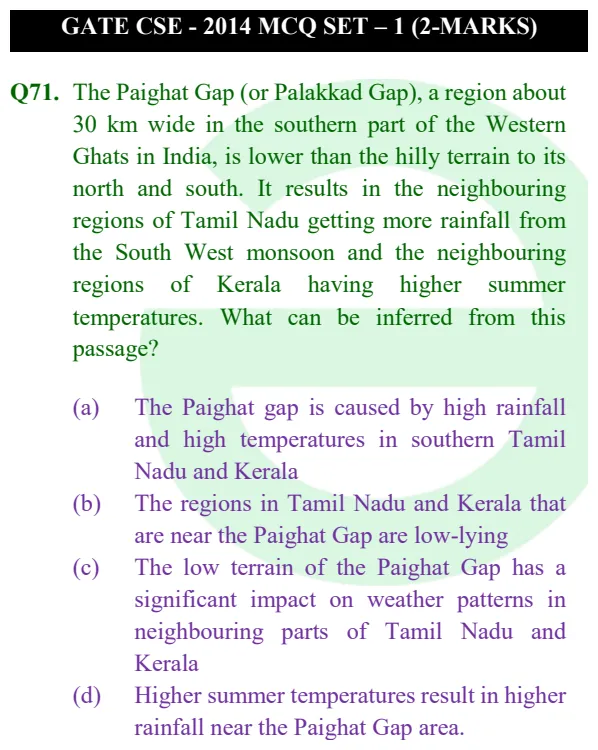 GATE CSE - 2014 MCQ SET – 1 (2-MARKS)
Q71. The Paighat Gap (or Palakkad Gap), a region about
30 km wide in the southern part of the Western
Ghats in India, is lower than the hilly terrain to its
north and south. It results in the neighbouring
regions of Tamil Nadu getting more rainfall from
the South West monsoon and the neighbouring
regions of Kerala having higher summer
temperatures. What can be inferred from this
passage?
(a) The Paighat gap is caused by high rainfall
and high temperatures in southern Tamil
Nadu and Kerala
(b) The regions in Tamil Nadu and Kerala that
are near the Paighat Gap are low-lying
(c) The low terrain of the Paighat Gap has a
significant impact on weather patterns in
neighbouring parts of Tamil Nadu and
Kerala
(d) Higher summer temperatures result in higher
rainfall near the Paighat Gap area.